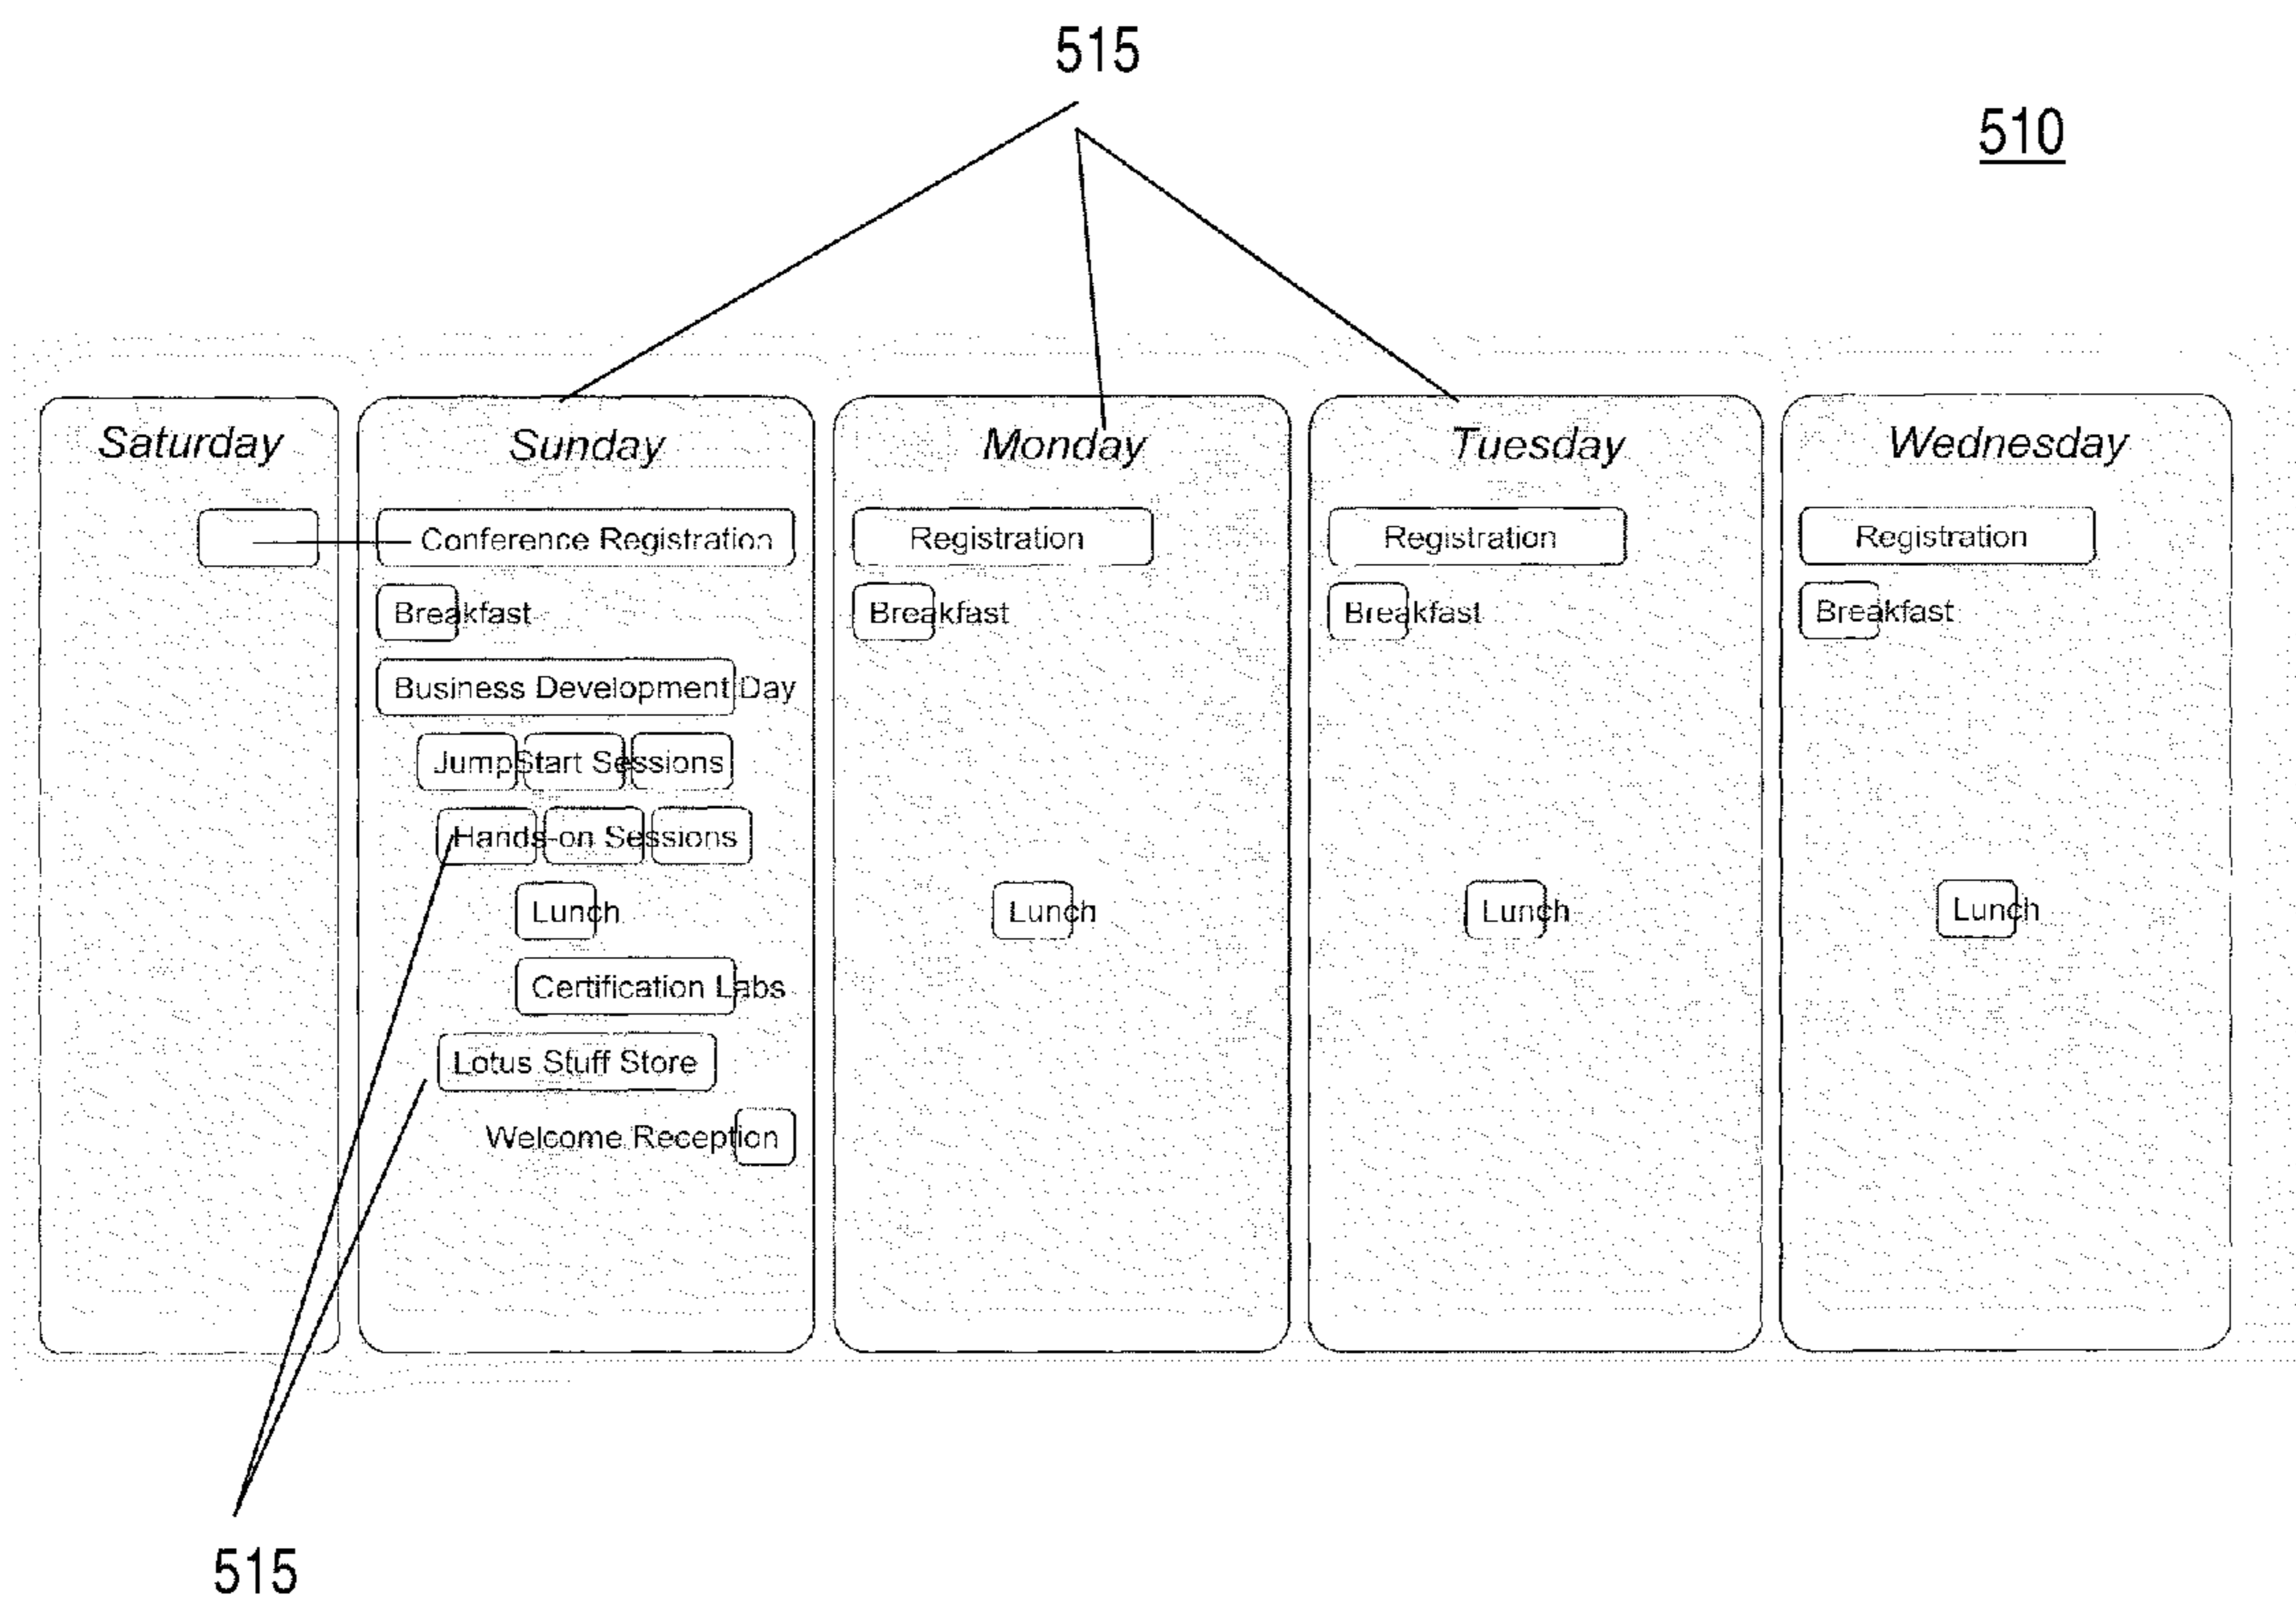 515
510
Saturday
Sunday
Monday
Tuesday
Wednesday
Conference Registration
Registration
Registration
Registration
Breakfast
Breakfast
Breakfast
Breakfast
Business Development Day
JumpStart Sessions
Hands-on Sessions
Lunch
Lunch
Lunch
Lunch
Certification Labs
Lotus Stuff Store
Welcome Reception
515